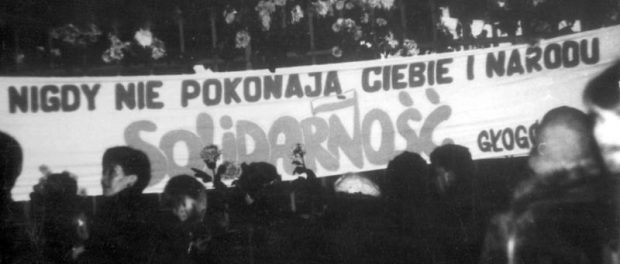 NIGDY NIE POKONAJĄ CIEBIE I NARODU
SOLiDARNOŚĆ